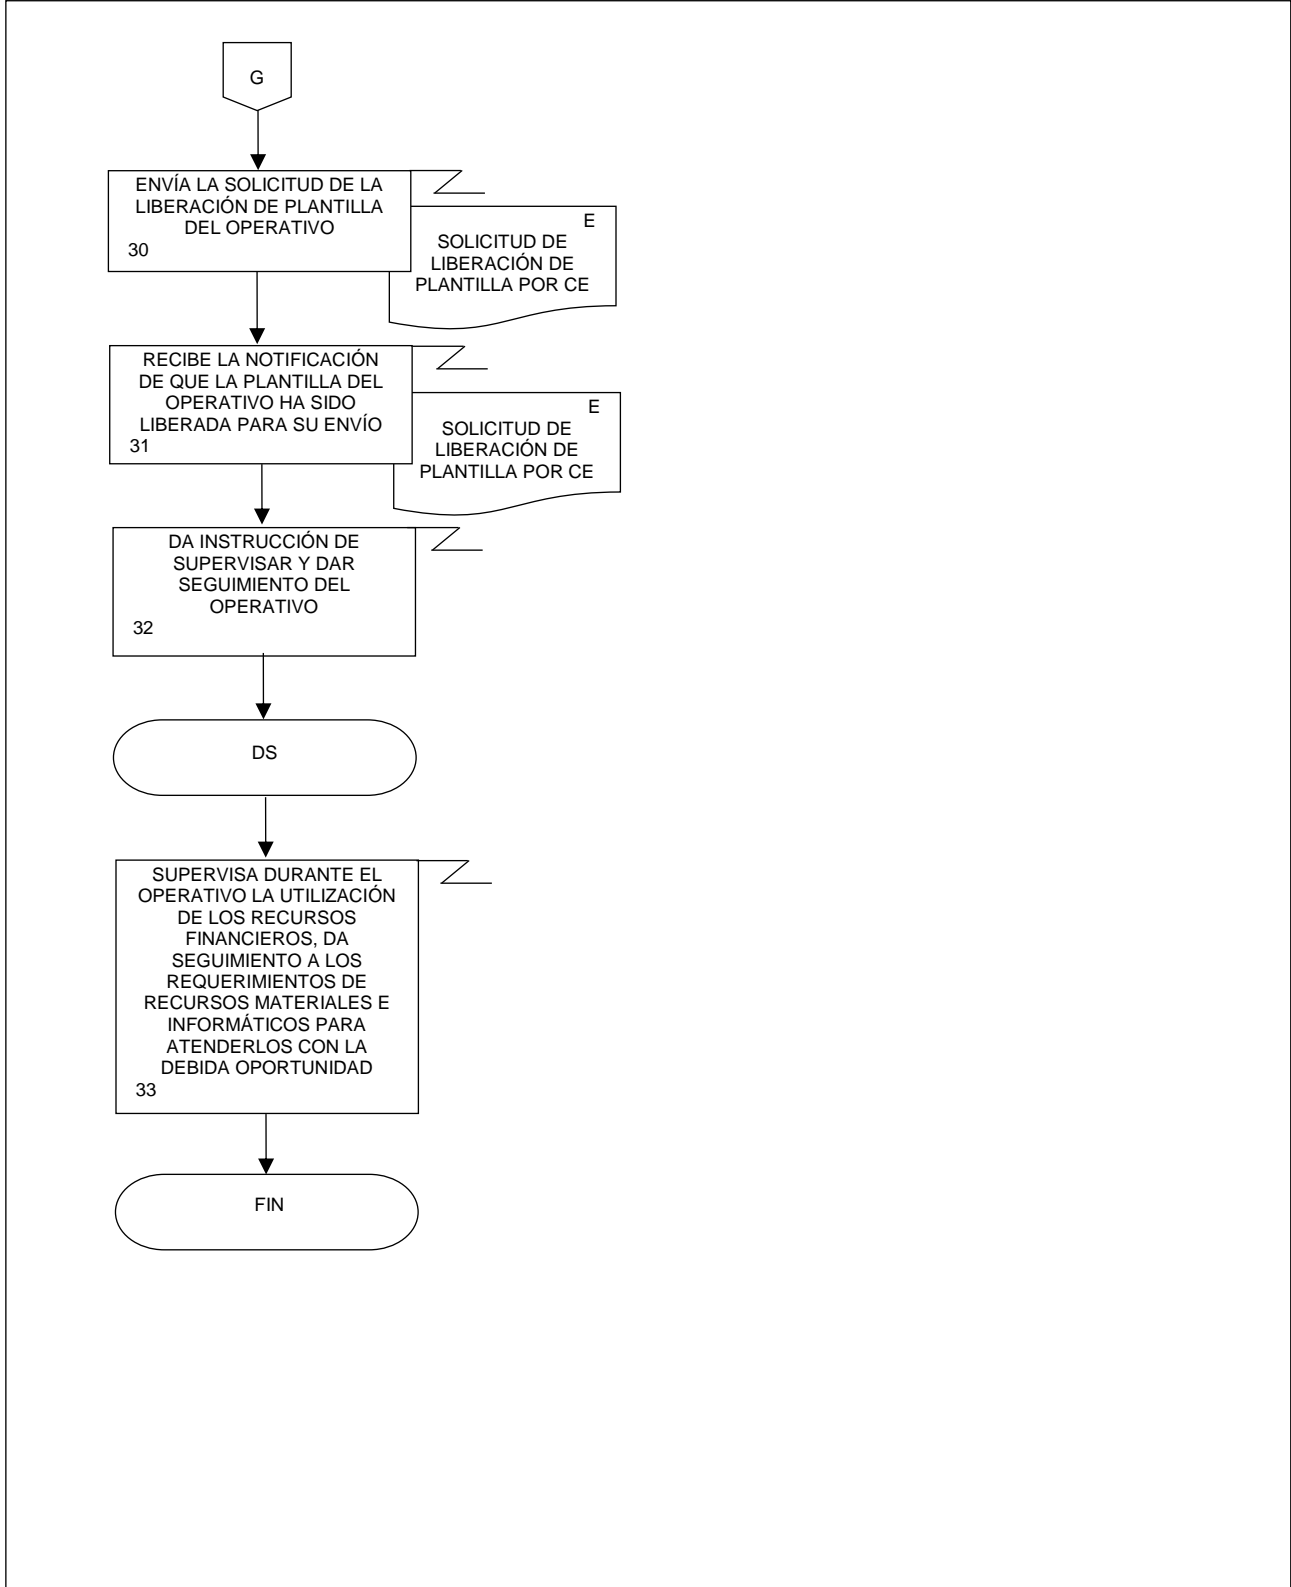 G
ENVÍA LA SOLICITUD DE LA
LIBERACIÓN DE PLANTILLA
DEL OPERATIVO
30
E
SOLICITUD DE
LIBERACIÓN DE
PLANTILLA POR CE
RECIBE LA NOTIFICACIÓN
DE QUE LA PLANTILLA DEL
OPERATIVO HA SIDO
LIBERADA PARA SU ENVÍO
31
E
SOLICITUD DE
LIBERACIÓN DE
PLANTILLA POR CE
DA INSTRUCCIÓN DE
SUPERVISAR Y DAR
SEGUIMIENTO DEL
OPERATIVO
32
DS
SUPERVISA DURANTE EL
OPERATIVO LA UTILIZACIÓN
DE LOS RECURSOS
FINANCIEROS, DA
SEGUIMIENTO A LOS
REQUERIMIENTOS DE
RECURSOS MATERIALES E
INFORMÁTICOS PARA
ATENDERLOS CON LA
DEBIDA OPORTUNIDAD
33
FIN